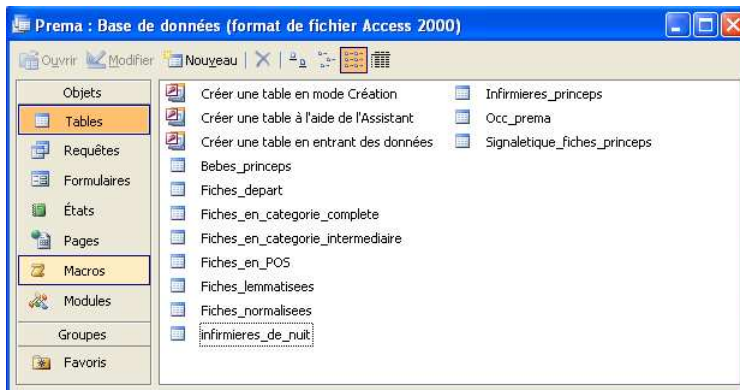 Prema : Base de données (format de fichier Access 2000)
Ouvrir Modifier Nouveau
Objets
Tables
Requêtes
Formulaires
États
Pages
Macros
Modules
Groupes
Favoris
Créer une table en mode Création
Créer une table à l'aide de l'Assistant
Créer une table en entrant des données
Bebes_princeps
Fiches_depart
Fiches_en_categorie_complete
Fiches_en_categorie_intermediaire
Fiches_en_POS
Fiches_lemmatisees
Fiches_normalisees
infirmieres_de_nuit
Infirmieres_princeps
Occ_prema
Signaletique_fiches_princeps